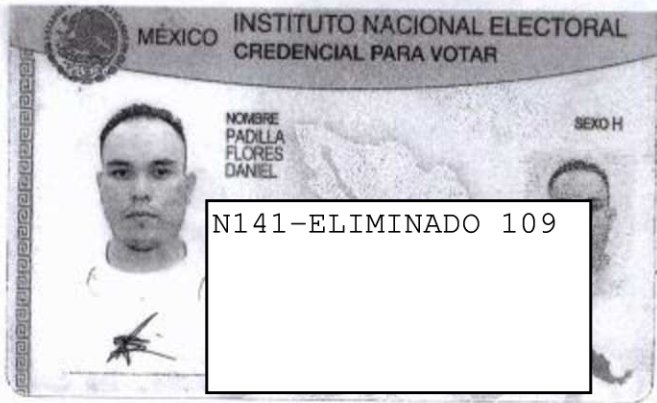 MÉXICO
INSTITUTO NACIONAL ELECTORAL
CREDENCIAL PARA VOTAR
NOMBRE
PADILLA
FLORES
DANIEL
SEXO H
N141-ELIMINADO 109